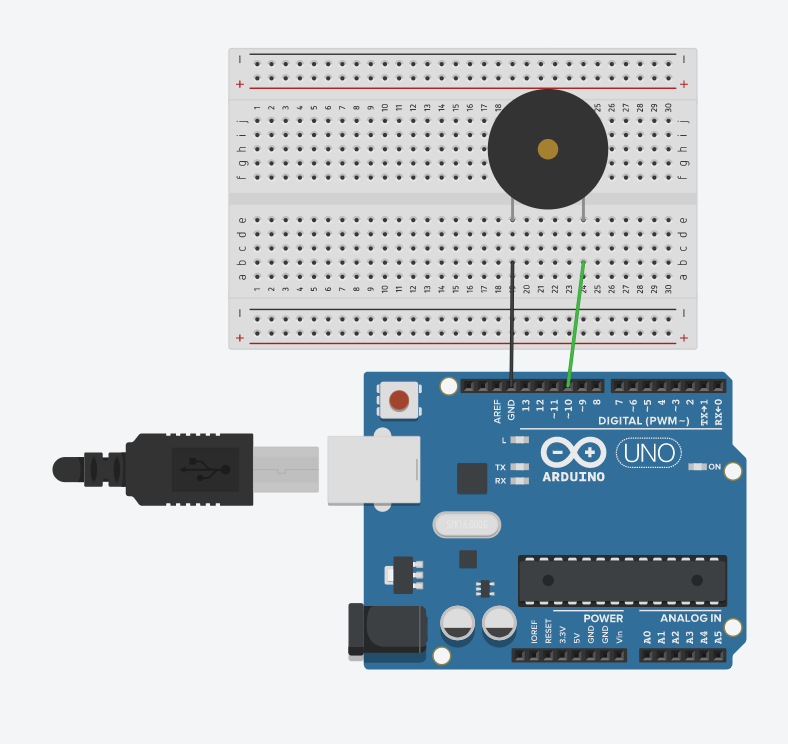 − −
+ +
1 2 3 4 5 6 7 8 9 10 11 12 13 14 15 16 17 18 25 26 27 28 29 30
j j
i i
h h
g g
f f
e e
d d
c c
b b
a a
1 2 3 4 5 6 7 8 9 10 11 12 13 14 15 16 17 18 19 20 21 22 23 24 25 26 27 28 29 30
− −
+ +
AREF GND 13 12 ~11 ~10 ~9 8 7 ~6 ~5 4 ~3 2 TX→1 RX←0
DIGITAL (PWM~)
L
TX
RX
ARDUINO
UNO
ON
SPK16.000G
POWER
ANALOG IN
IOREF RESET 3.3V 5V GND GND Vin A0 A1 A2 A3 A4 A5